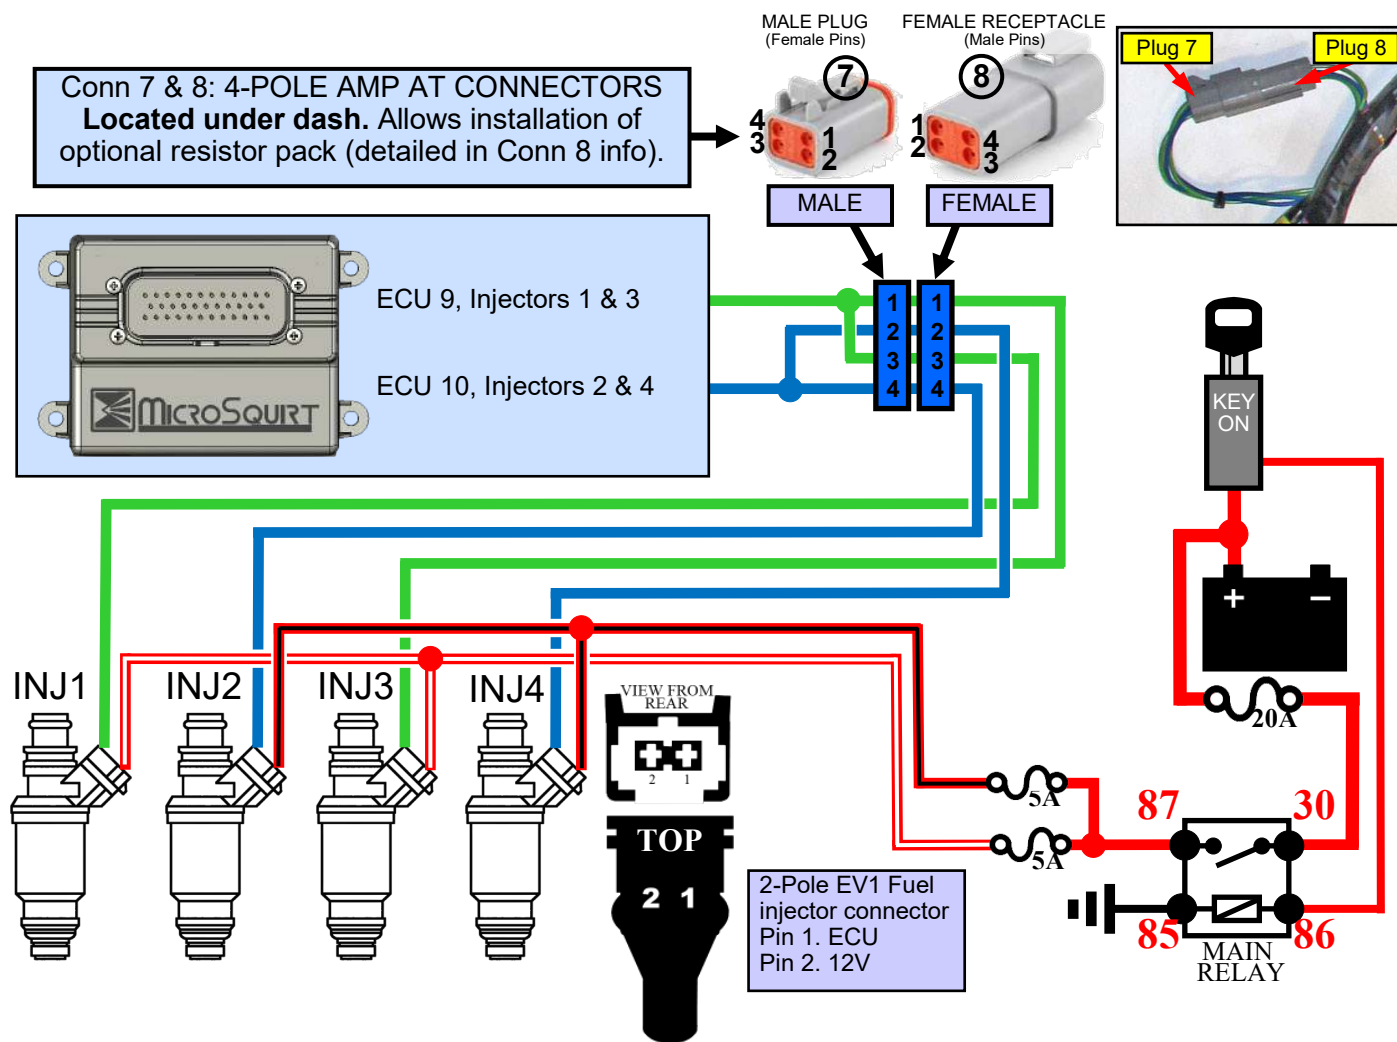 MALE PLUG
(Female Pins)
FEMALE RECEPTACLE
(Male Pins)
Plug 7
Plug 8
Conn 7 & 8: 4-POLE AMP AT CONNECTORS
Located under dash. Allows installation of
optional resistor pack (detailed in Conn 8 info).
7
8
4
3
1
2
1
2
4
3
MALE
FEMALE
ECU 9, Injectors 1 & 3
ECU 10, Injectors 2 & 4
MICROSQUIRT
1
2
3
4
1
2
3
4
KEY
ON
+
–
20A
INJ1
INJ2
INJ3
INJ4
VIEW FROM
REAR
2
1
TOP
2 1
5A
5A
2-Pole EV1 Fuel
injector connector
Pin 1. ECU
Pin 2. 12V
87
30
85
86
MAIN
RELAY